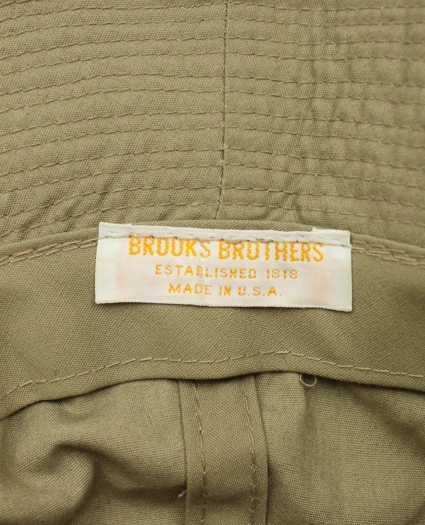 BROOKS BROTHERS
ESTABLISHED 1818
MADE IN U.S.A.